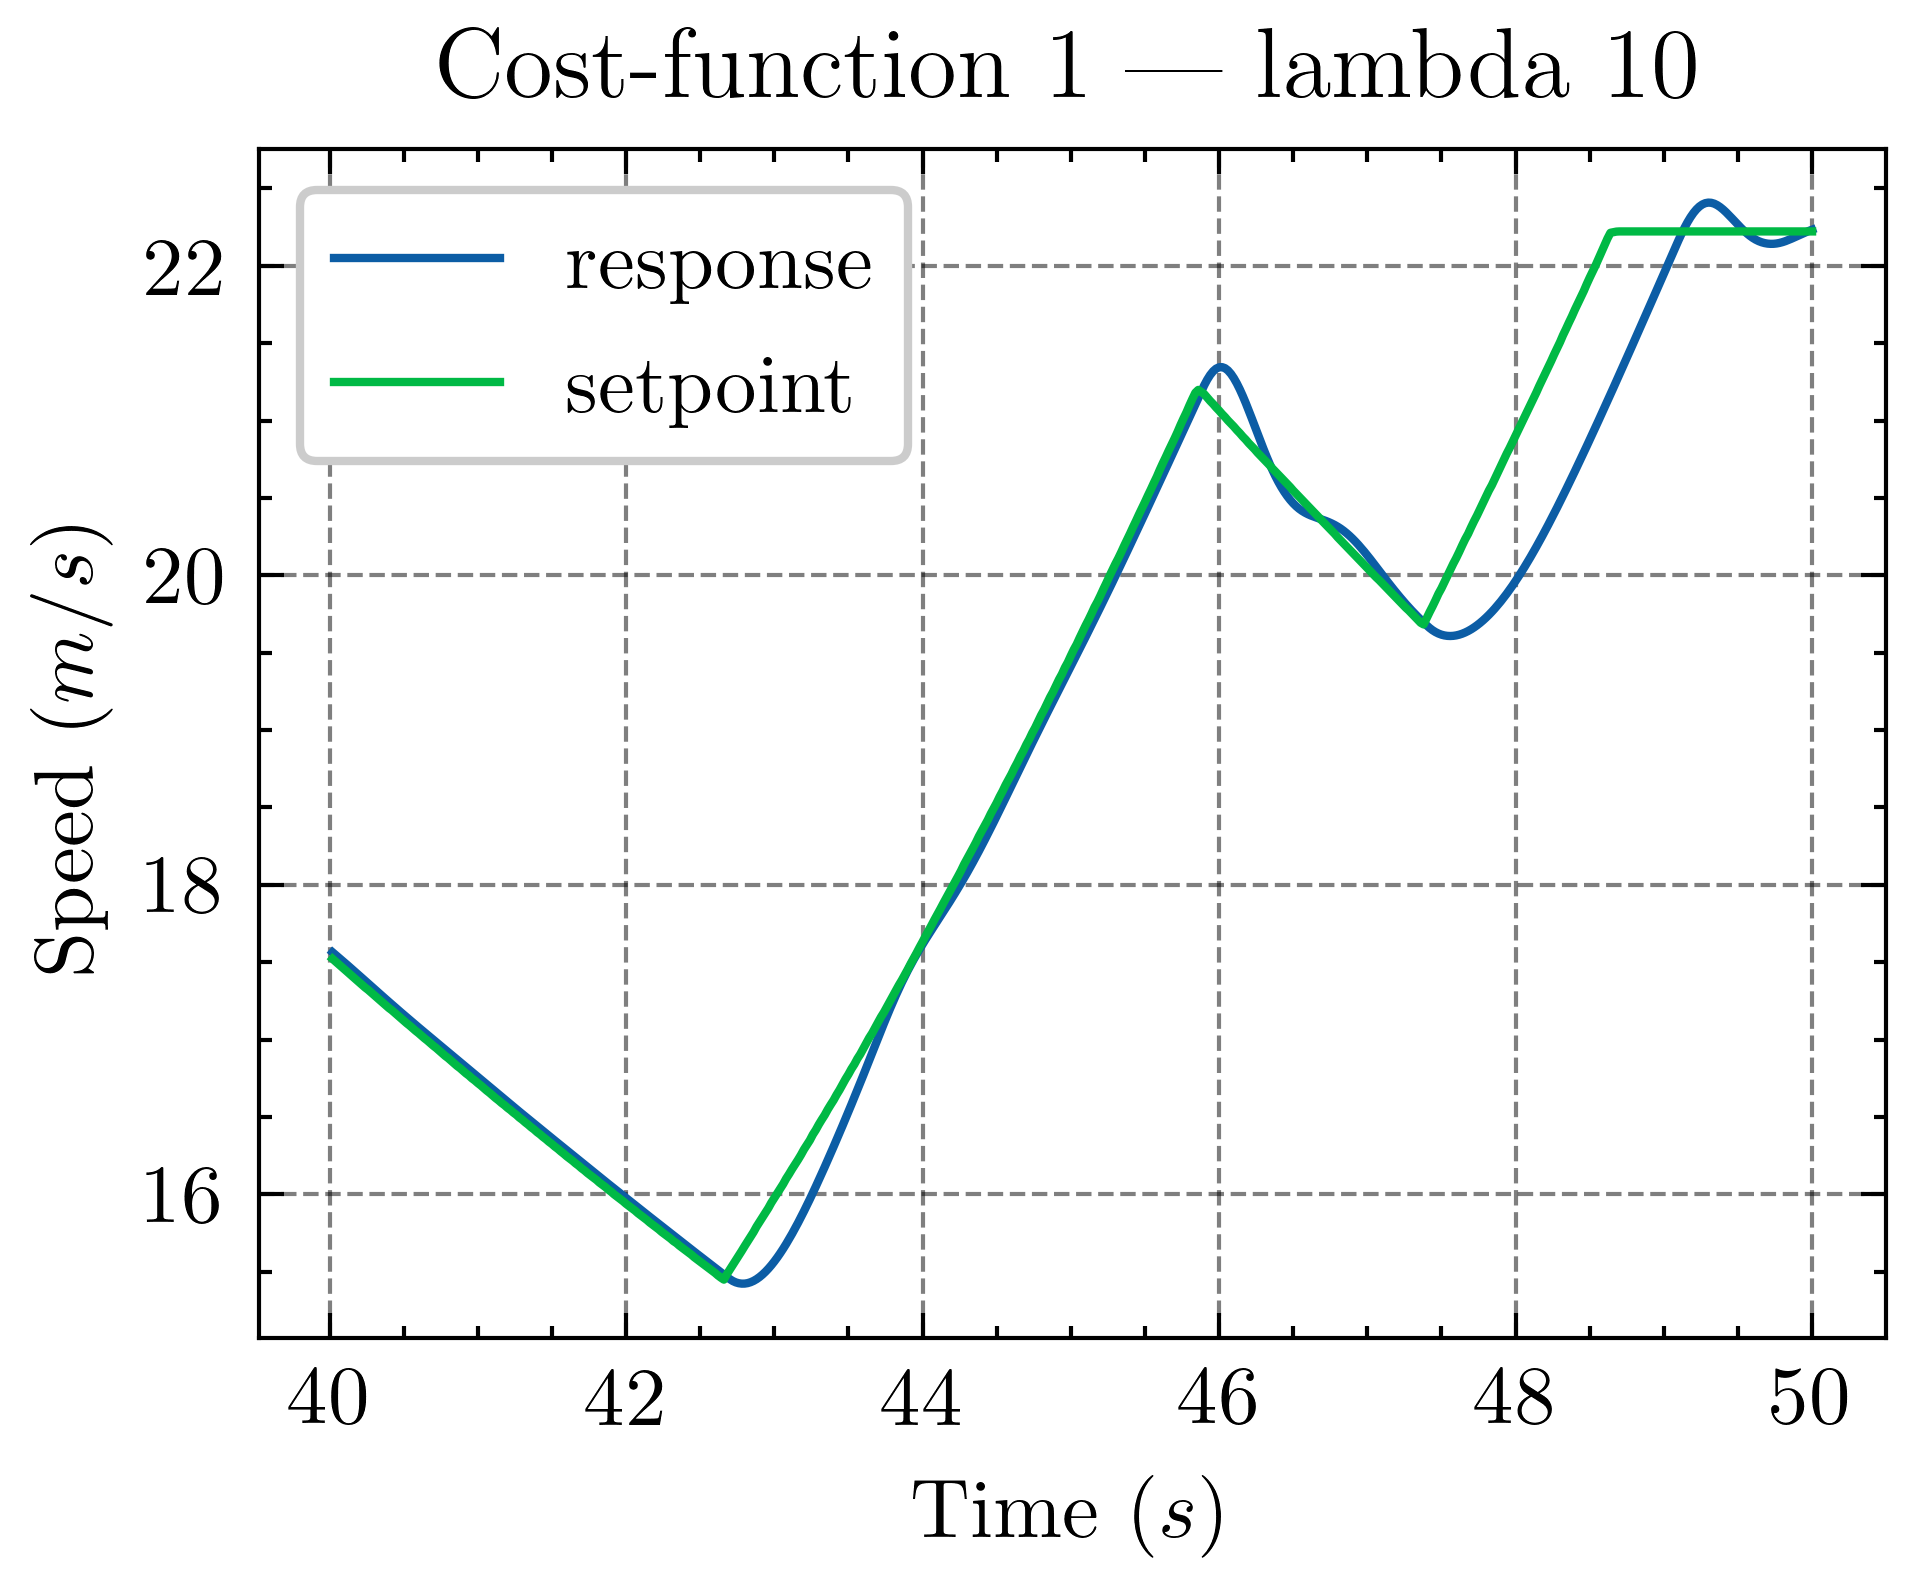 Cost-function 1 — lambda 10
response
setpoint
22
20
18
16
Speed (m/s)
40 42 44 46 48 50
Time (s)